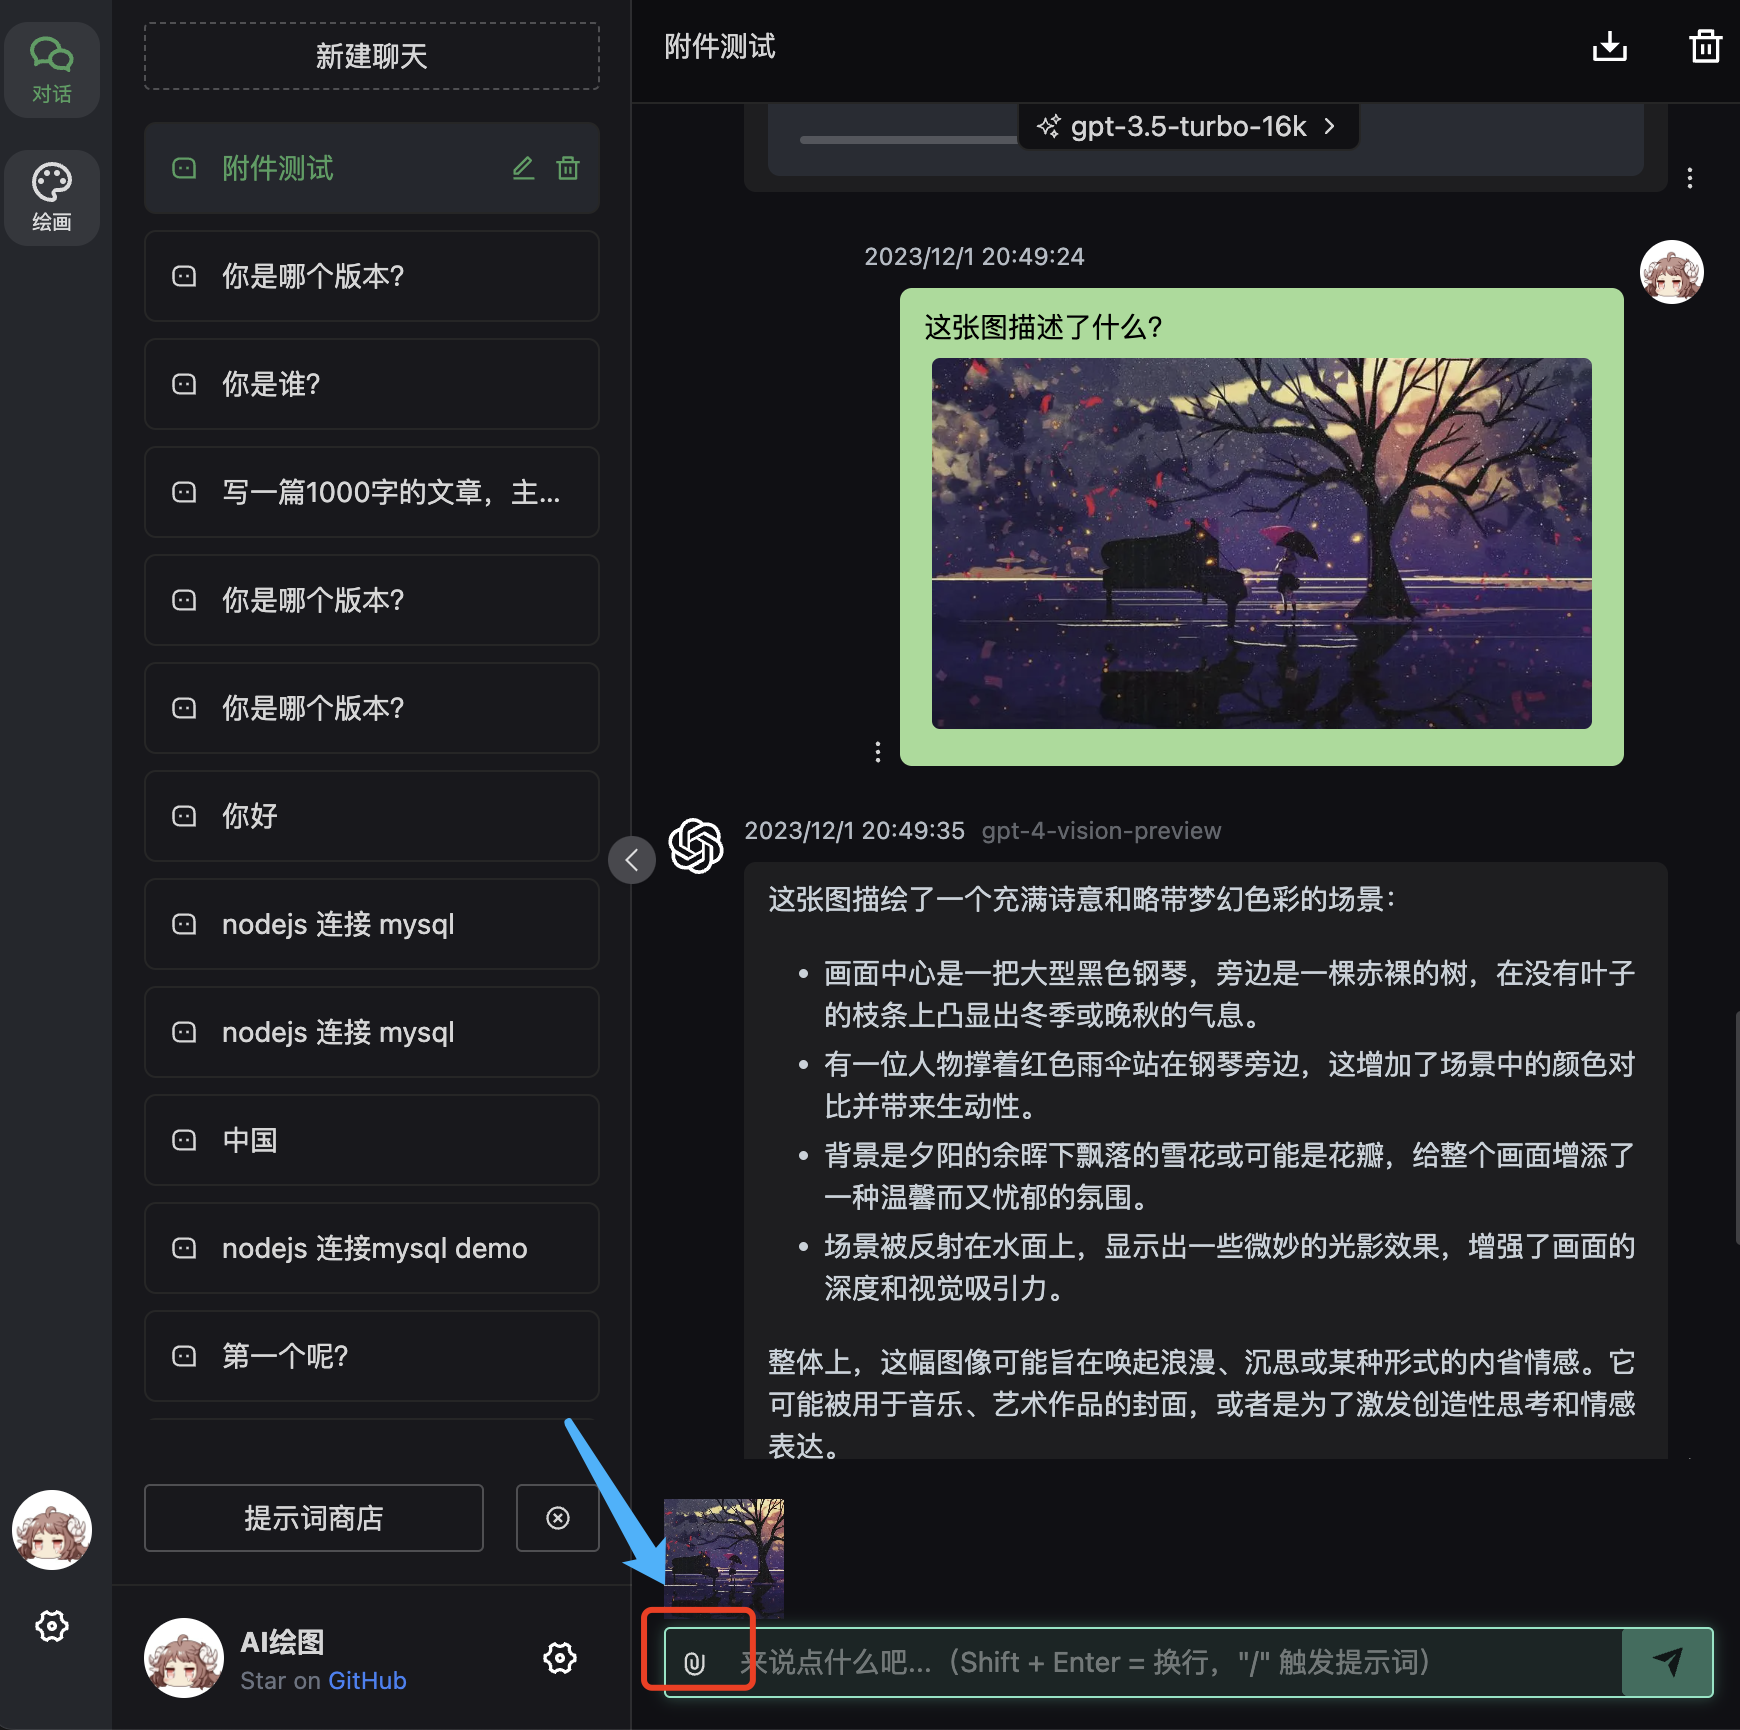 对话
绘画
新建聊天
附件测试
你是哪个版本?
你是谁?
写一篇1000字的文章，主...
你是哪个版本?
你是哪个版本?
你好
nodejs 连接 mysql
nodejs 连接 mysql
中国
nodejs 连接mysql demo
第一个呢?
提示词商店
AI绘图
Star on GitHub
附件测试
gpt-3.5-turbo-16k
2023/12/1 20:49:24
这张图描述了什么?
2023/12/1 20:49:35 gpt-4-vision-preview
这张图描绘了一个充满诗意和略带梦幻色彩的场景：
• 画面中心是一把大型黑色钢琴，旁边是一棵赤裸的树，在没有叶子
的枝条上凸显出冬季或晚秋的气息。
• 有一位人物撑着红色雨伞站在钢琴旁边，这增加了场景中的颜色对
比并带来生动性。
• 背景是夕阳的余晖下飘落的雪花或可能是花瓣，给整个画面增添了
一种温馨而又忧郁的氛围。
• 场景被反射在水面上，显示出一些微妙的光影效果，增强了画面的
深度和视觉吸引力。
整体上，这幅图像可能旨在唤起浪漫、沉思或某种形式的内省情感。它
可能被用于音乐、艺术作品的封面，或者是为了激发创造性思考和情感
表达。
来说点什么吧...（Shift + Enter = 换行，"/" 触发提示词）